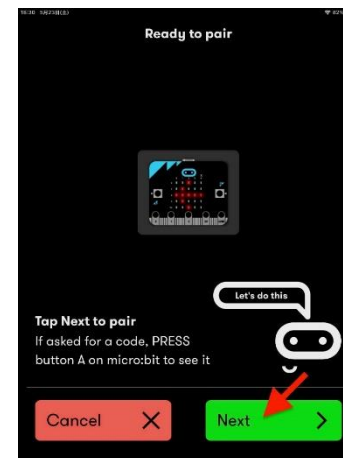 Ready to pair
Let's do this
Tap Next to pair
If asked for a code, PRESS
button A on micro:bit to see it
Cancel
Next